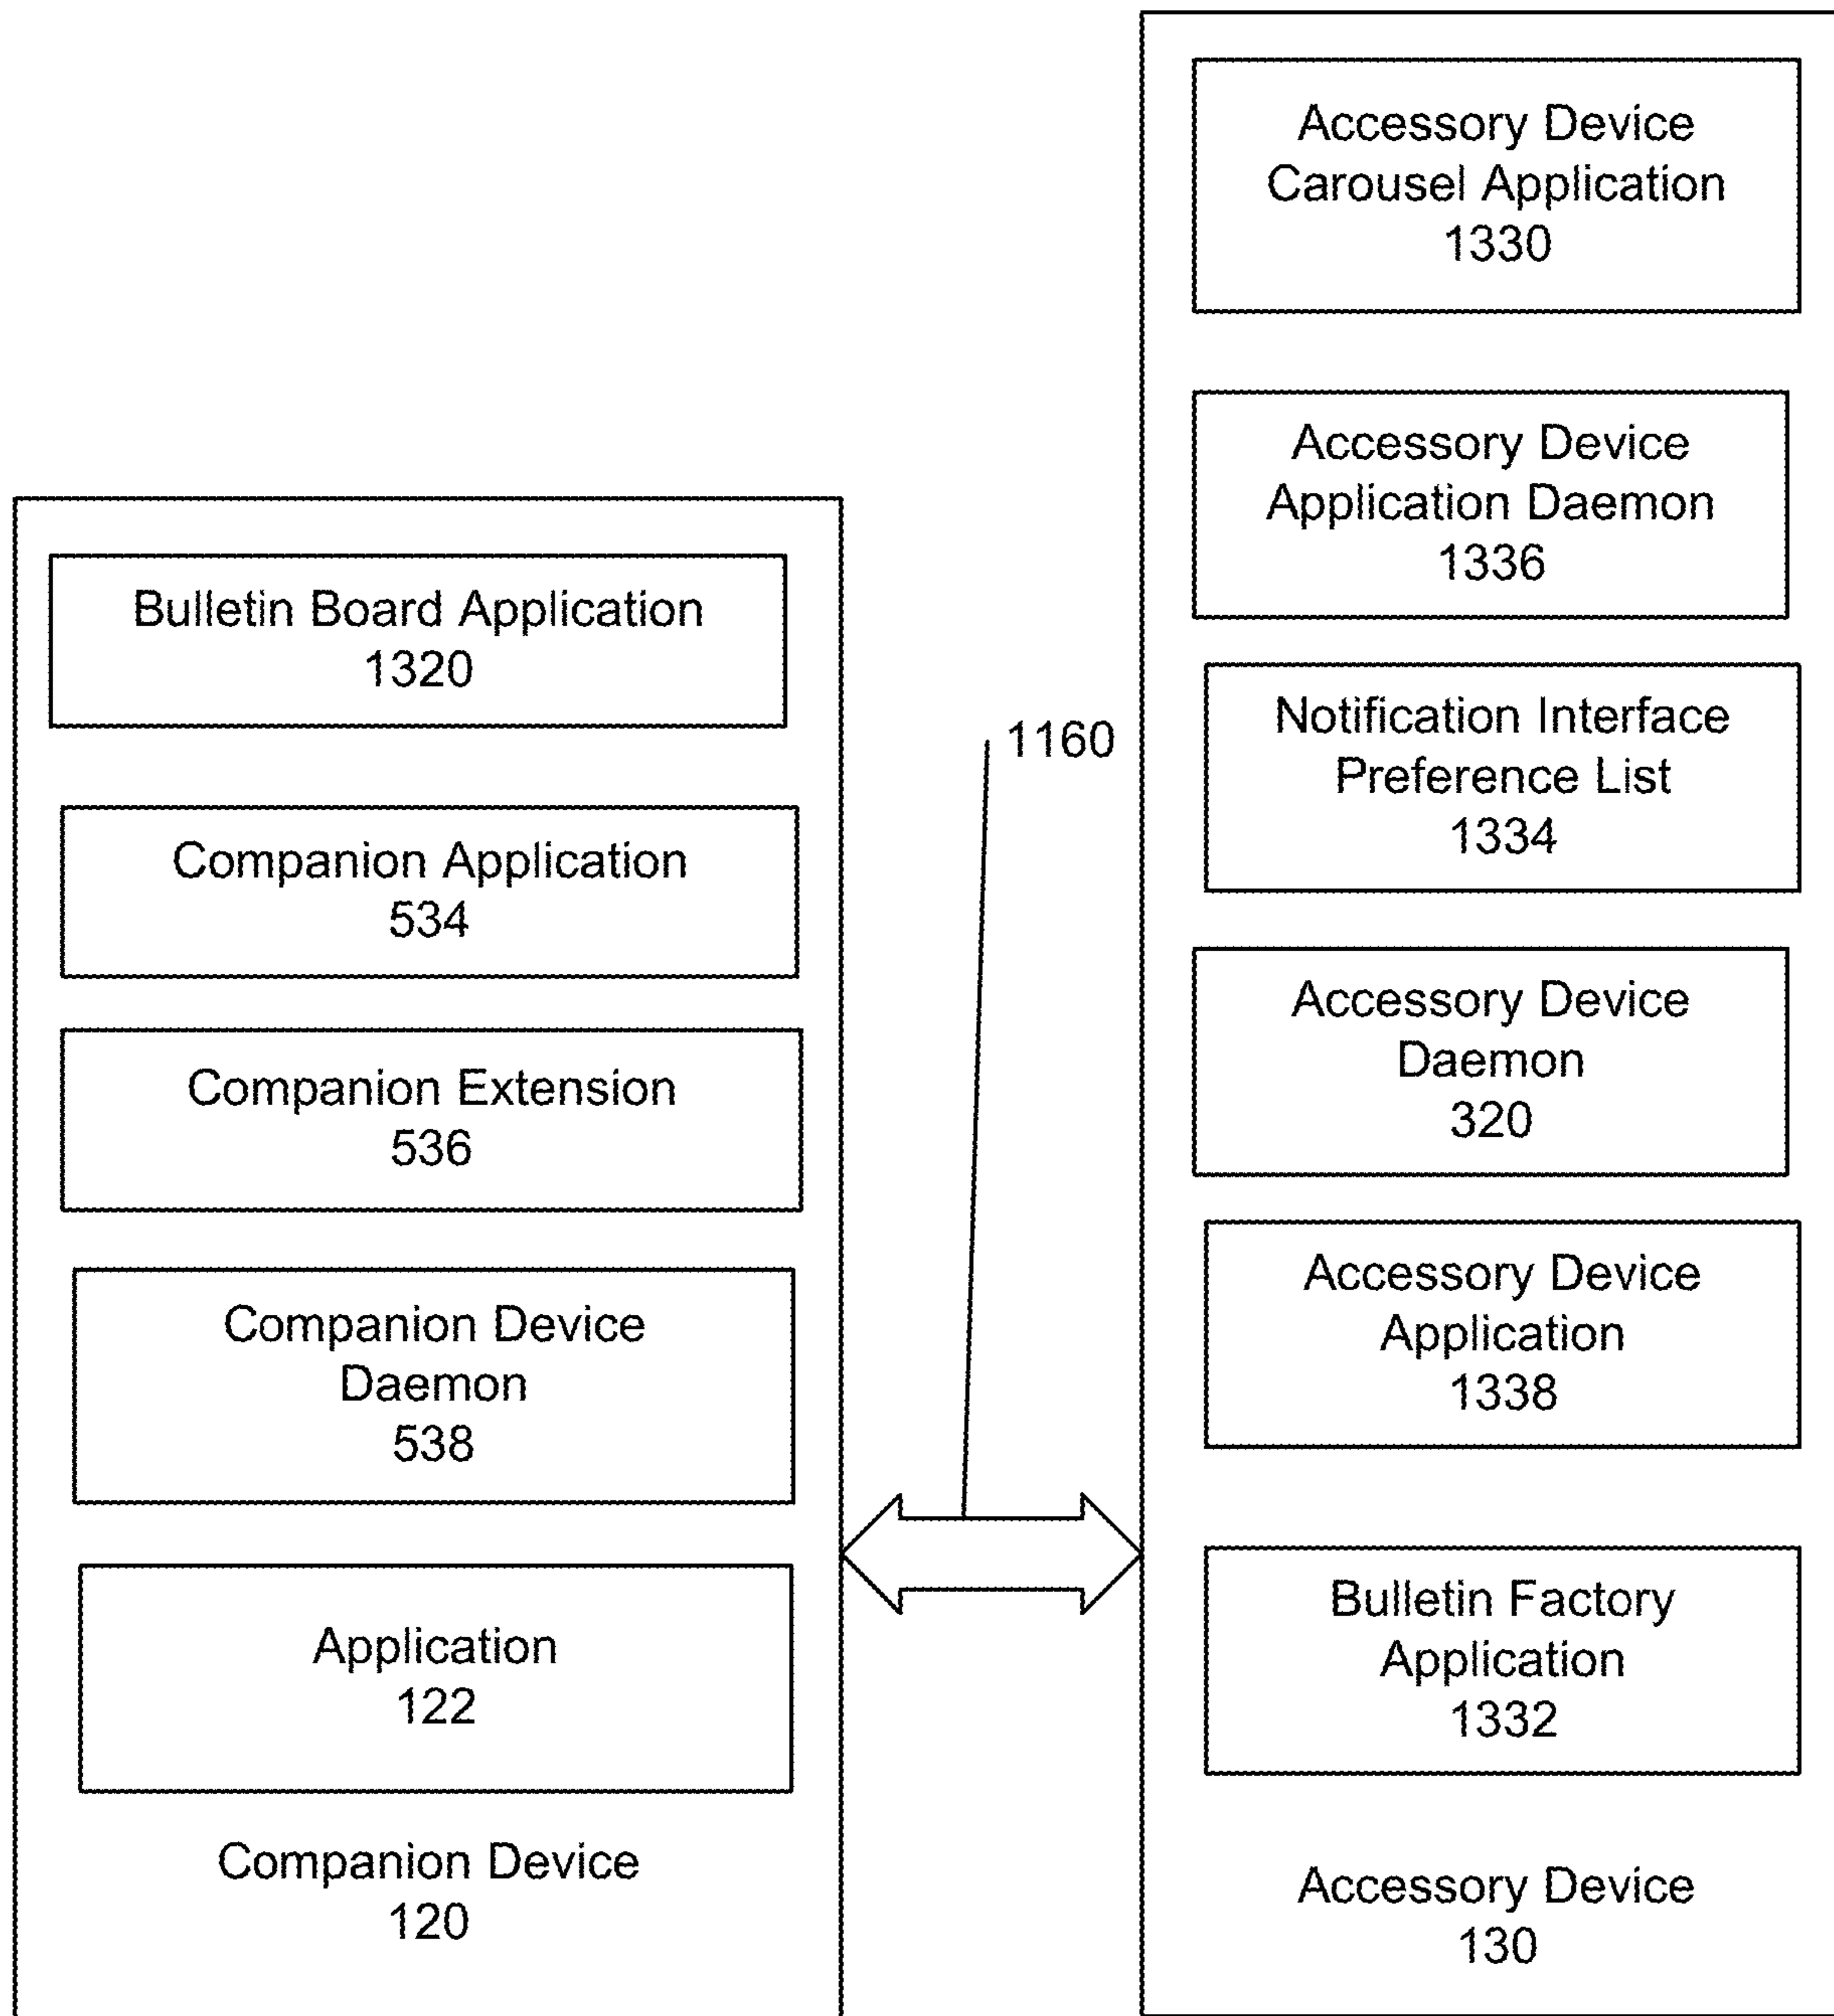 Bulletin Board Application
1320
Companion Application
534
Companion Extension
536
Companion Device
Daemon
538
Application
122
Companion Device
120
1160
Accessory Device
Carousel Application
1330
Accessory Device
Application Daemon
1336
Notification Interface
Preference List
1334
Accessory Device
Daemon
320
Accessory Device
Application
1338
Bulletin Factory
Application
1332
Accessory Device
130